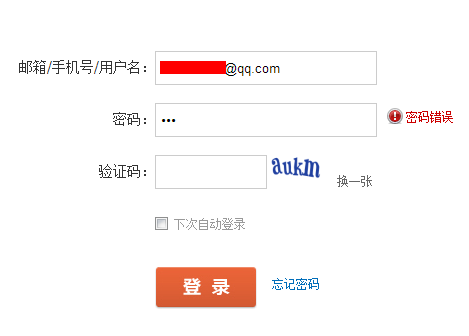 邮箱/手机号/用户名： @qq.com
密码： ••• 密码错误
验证码： aukm 换一张
下次自动登录
登 录 忘记密码